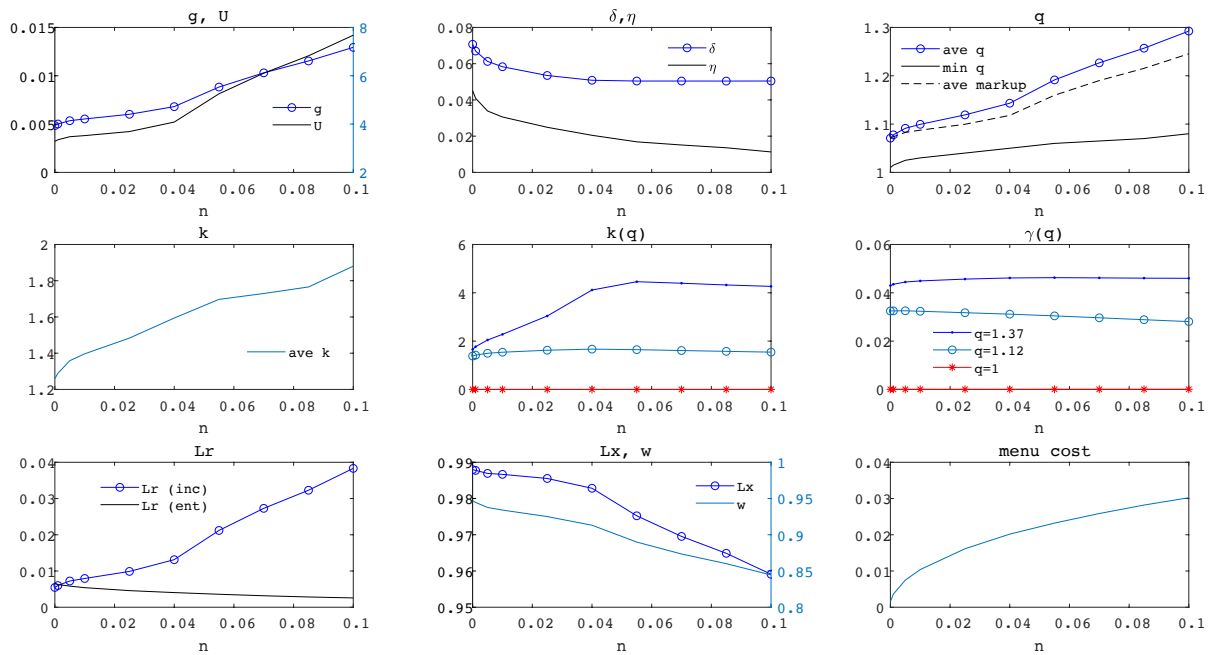 g, U
0.015
0.01
0.005
0
8
6
4
2
g
U
0 0.02 0.04 0.06 0.08 0.1
n
δ,η
0.08
0.06
0.04
0.02
0
δ
η
0 0.02 0.04 0.06 0.08 0.1
n
q
1.3
1.2
1.1
1
ave q
min q
ave markup
0 0.02 0.04 0.06 0.08 0.1
n
k
2
1.8
1.6
1.4
1.2
ave k
0 0.02 0.04 0.06 0.08 0.1
n
k(q)
6
4
2
0
0 0.02 0.04 0.06 0.08 0.1
n
γ(q)
0.06
0.04
0.02
0
q=1.37
q=1.12
q=1
0 0.02 0.04 0.06 0.08 0.1
n
Lr
0.04
0.03
0.02
0.01
0
Lr (inc)
Lr (ent)
0 0.02 0.04 0.06 0.08 0.1
n
Lx, w
0.99
0.98
0.97
0.96
0.95
1
0.95
0.9
0.85
0.8
Lx
w
0 0.02 0.04 0.06 0.08 0.1
n
menu cost
0.04
0.03
0.02
0.01
0
0 0.02 0.04 0.06 0.08 0.1
n